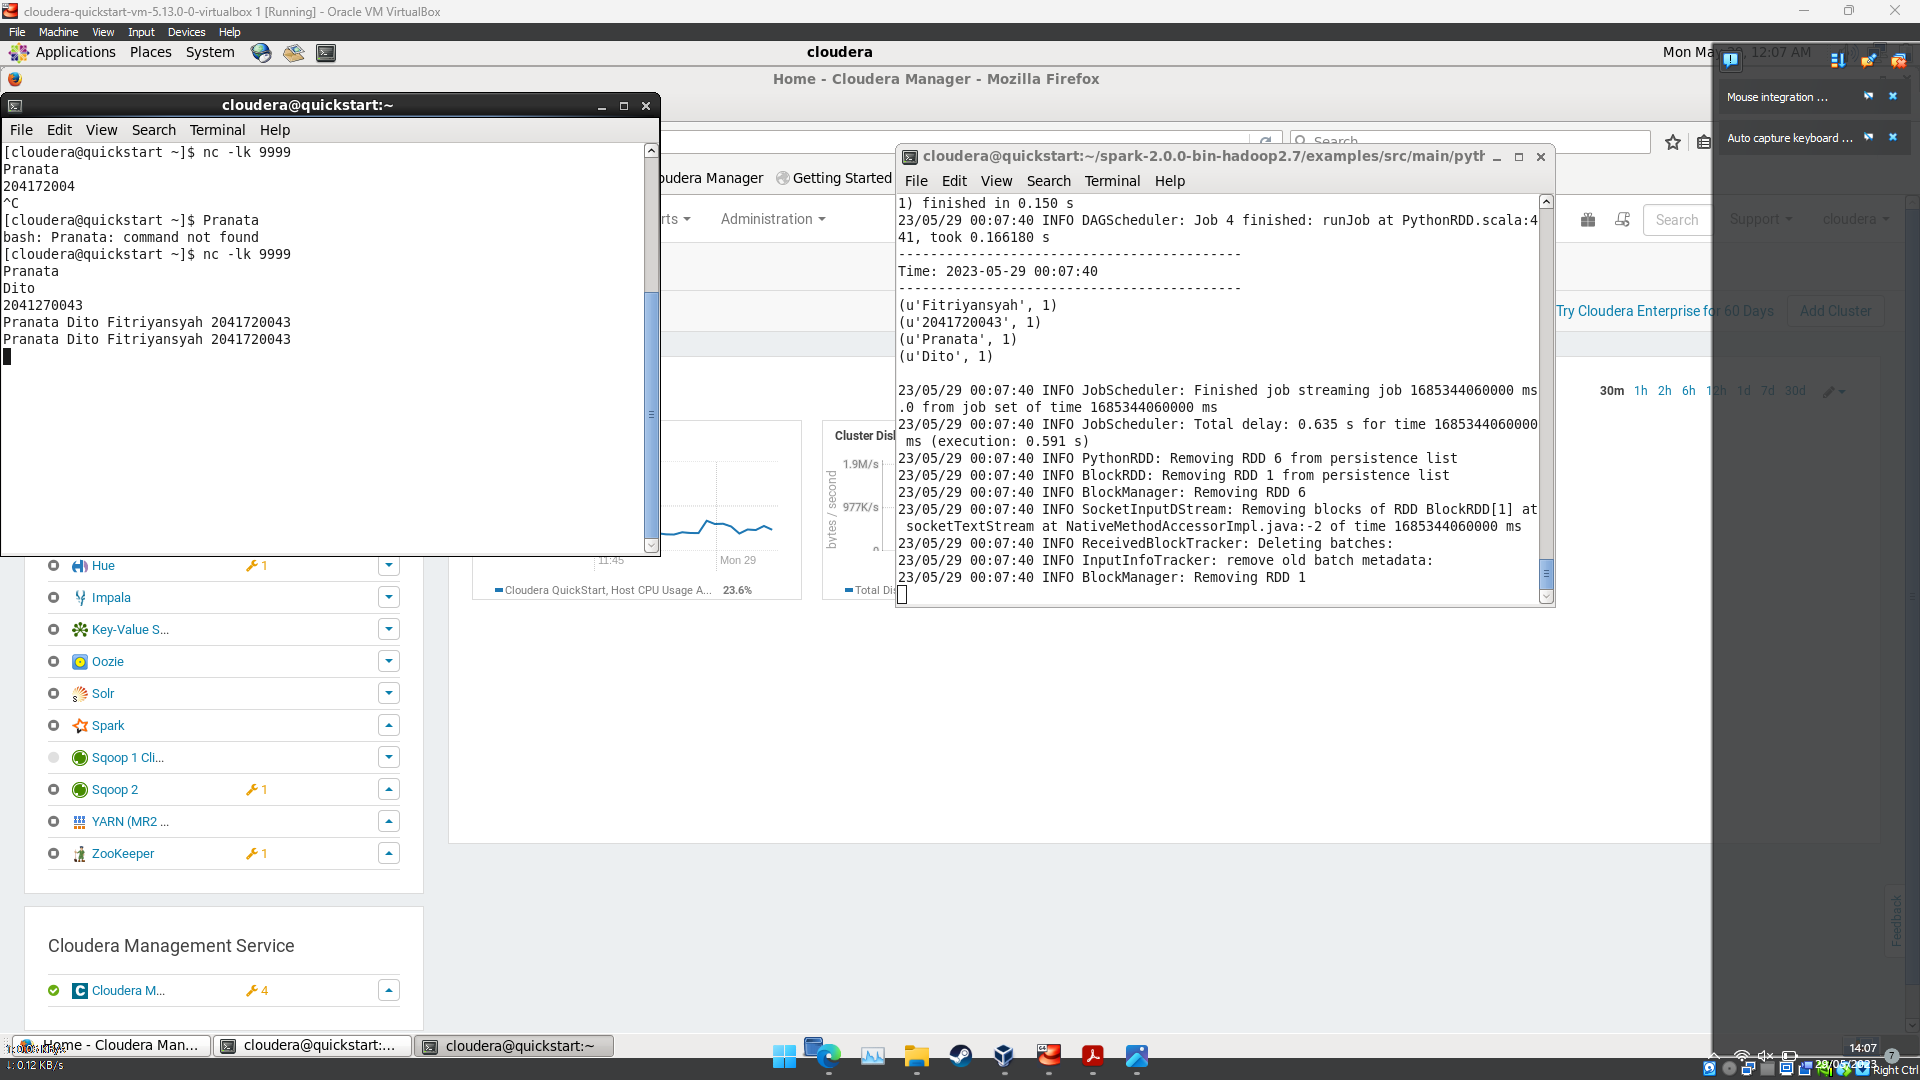 cloudera-quickstart-vm-5.13.0-0-virtualbox 1 [Running] - Oracle VM VirtualBox
File Machine View Input Devices Help
Applications Places System
cloudera
Home - Cloudera Manager - Mozilla Firefox
cloudera@quickstart:~
File Edit View Search Terminal Help
[cloudera@quickstart ~]$ nc -lk 9999
Pranata
204172004
^C
[cloudera@quickstart ~]$ Pranata
bash: Pranata: command not found
[cloudera@quickstart ~]$ nc -lk 9999
Pranata
Dito
2041270043
Pranata Dito Fitriyansyah 2041720043
Pranata Dito Fitriyansyah 2041720043
Search
oudera Manager Getting Started
rts Administration
cloudera@quickstart:~/spark-2.0.0-bin-hadoop2.7/examples/src/main/pyth
File Edit View Search Terminal Help
1) finished in 0.150 s
23/05/29 00:07:40 INFO DAGScheduler: Job 4 finished: runJob at PythonRDD.scala:4
41, took 0.166180 s
-------------------------------------------
Time: 2023-05-29 00:07:40
-------------------------------------------
(u'Fitriyansyah', 1)
(u'2041720043', 1)
(u'Pranata', 1)
(u'Dito', 1)
23/05/29 00:07:40 INFO JobScheduler: Finished job streaming job 1685344060000 ms
.0 from job set of time 1685344060000 ms
23/05/29 00:07:40 INFO JobScheduler: Total delay: 0.635 s for time 1685344060000
ms (execution: 0.591 s)
23/05/29 00:07:40 INFO PythonRDD: Removing RDD 6 from persistence list
23/05/29 00:07:40 INFO BlockRDD: Removing RDD 1 from persistence list
23/05/29 00:07:40 INFO BlockManager: Removing RDD 6
23/05/29 00:07:40 INFO SocketInputDStream: Removing blocks of RDD BlockRDD[1] at
socketTextStream at NativeMethodAccessorImpl.java:-2 of time 1685344060000 ms
23/05/29 00:07:40 INFO ReceivedBlockTracker: Deleting batches:
23/05/29 00:07:40 INFO InputInfoTracker: remove old batch metadata:
23/05/29 00:07:40 INFO BlockManager: Removing RDD 1
Mon May 12:07 AM
Mouse integration ...
Auto capture keyboard ...
Search Support cloudera
Try Cloudera Enterprise for 60 Days Add Cluster
30m 1h 2h 6h 12h 1d 7d 30d
11:45 Mon 29
Cloudera QuickStart, Host CPU Usage A... 23.6%
Cluster Dis
bytes / second
1.9M/s
977K/s
0
Total Dis
Hue 1
Impala
Key-Value S...
Oozie
Solr
Spark
Sqoop 1 Cli...
Sqoop 2 1
YARN (MR2 ...
ZooKeeper 1
Cloudera Management Service
Cloudera M... 4
Feedback
Home - Cloudera Man...
cloudera@quickstart:...
cloudera@quickstart:~
0.12 KB/s
14:07
29/05/2023
7
Right Ctrl